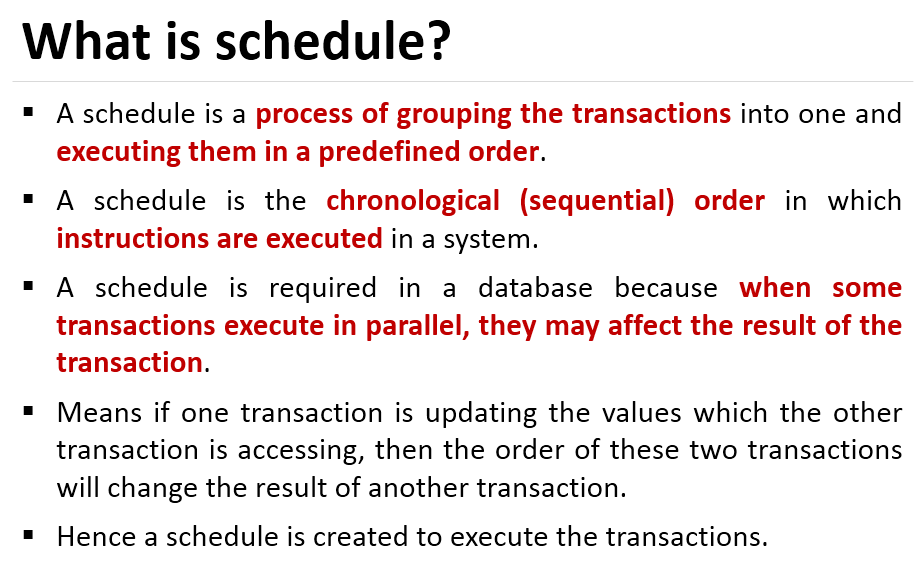 What is schedule?
▪ A schedule is a process of grouping the transactions into one and
executing them in a predefined order.
▪ A schedule is the chronological (sequential) order in which
instructions are executed in a system.
▪ A schedule is required in a database because when some
transactions execute in parallel, they may affect the result of the
transaction.
▪ Means if one transaction is updating the values which the other
transaction is accessing, then the order of these two transactions
will change the result of another transaction.
▪ Hence a schedule is created to execute the transactions.